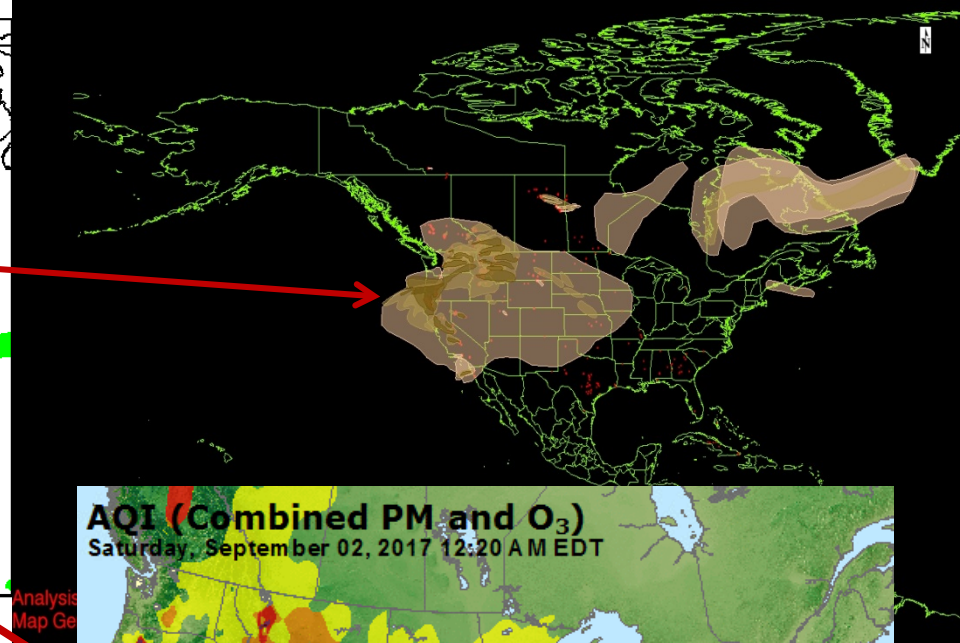 N
Analysis
Map Ge
AQI (Combined PM and O₃)
Saturday, September 02, 2017 12:20 AM EDT